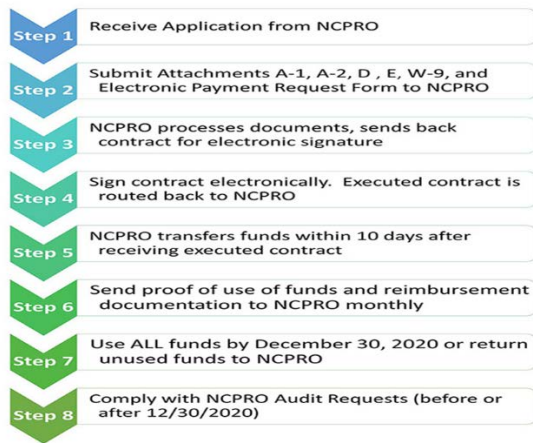 Step 1
Receive Application from NCPRO
Step 2
Submit Attachments A-1, A-2, D , E, W-9, and
Electronic Payment Request Form to NCPRO
Step 3
NCPRO processes documents, sends back
contract for electronic signature
Step 4
Sign contract electronically.  Executed contract is
routed back to NCPRO
Step 5
NCPRO transfers funds within 10 days after
receiving executed contract
Step 6
Send proof of use of funds and reimbursement
documentation to NCPRO monthly
Step 7
Use ALL funds by December 30, 2020 or return
unused funds to NCPRO
Step 8
Comply with NCPRO Audit Requests (before or
after 12/30/2020)